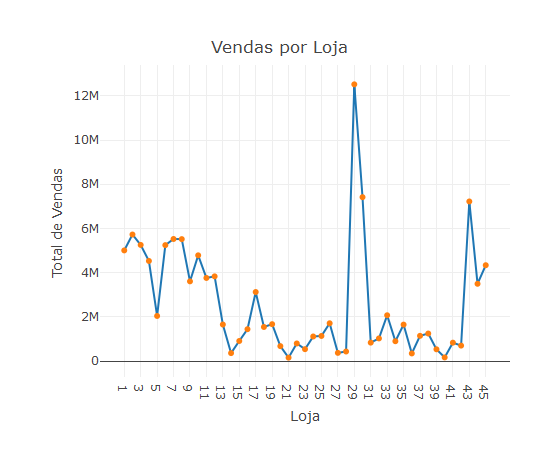 Vendas por Loja
Total de Vendas
12M
10M
8M
6M
4M
2M
0
1 3 5 7 9 11 13 15 17 19 21 23 25 27 29 31 33 35 37 39 41 43 45
Loja